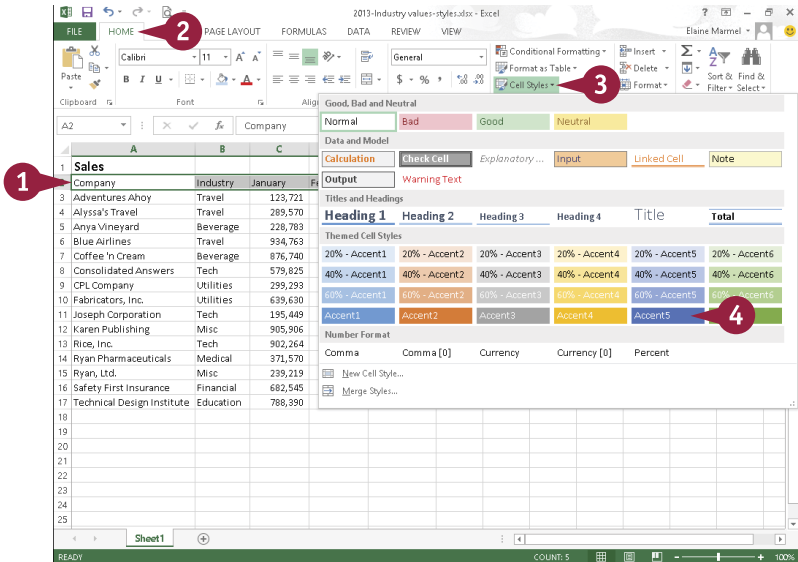 2013-Industry values-styles.xlsx - Excel
FILE HOME PAGE LAYOUT FORMULAS DATA REVIEW VIEW Elaine Marmel
2
Calibri 11 A A General Conditional Formatting Insert
Paste B I U A $ % , Format as Table Delete Sort & Find &
Cell Styles Format Filter Select
3
Clipboard Font
A2 fx Company
A B C
1 Sales
1
Company Industry January
3 Adventures Ahoy Travel 123,721
4 Alyssa's Travel Travel 289,570
5 Anya Vineyard Beverage 228,783
6 Blue Airlines Travel 934,763
7 Coffee 'n Cream Beverage 876,740
8 Consolidated Answers Tech 579,825
9 CPL Company Utilities 299,293
10 Fabricators, Inc. Utilities 639,630
11 Joseph Corporation Tech 195,449
12 Karen Publishing Misc 905,906
13 Rice, Inc. Tech 902,264
14 Ryan Pharmaceuticals Medical 371,570
15 Ryan, Ltd. Misc 239,219
16 Safety First Insurance Financial 682,545
17 Technical Design Institute Education 788,390
18
19
20
21
22
23
24
25
Good, Bad and Neutral
Normal Bad Good Neutral
Data and Model
Calculation Check Cell Explanatory ... Input Linked Cell Note
Output Warning Text
Titles and Headings
Heading 1 Heading 2 Heading 3 Heading 4 Title Total
Themed Cell Styles
20% - Accent1 20% - Accent2 20% - Accent3 20% - Accent4 20% - Accent5 20% - Accent6
40% - Accent1 40% - Accent2 40% - Accent3 40% - Accent4 40% - Accent5 40% - Accent6
60% - Accent1 60% - Accent2 60% - Accent3 60% - Accent4 60% - Accent5 60% - Accent6
Accent1 Accent2 Accent3 Accent4 Accent5
4
Number Format
Comma Comma [0] Currency Currency [0] Percent
New Cell Style...
Merge Styles...
Sheet1
READY COUNT: 5 100%